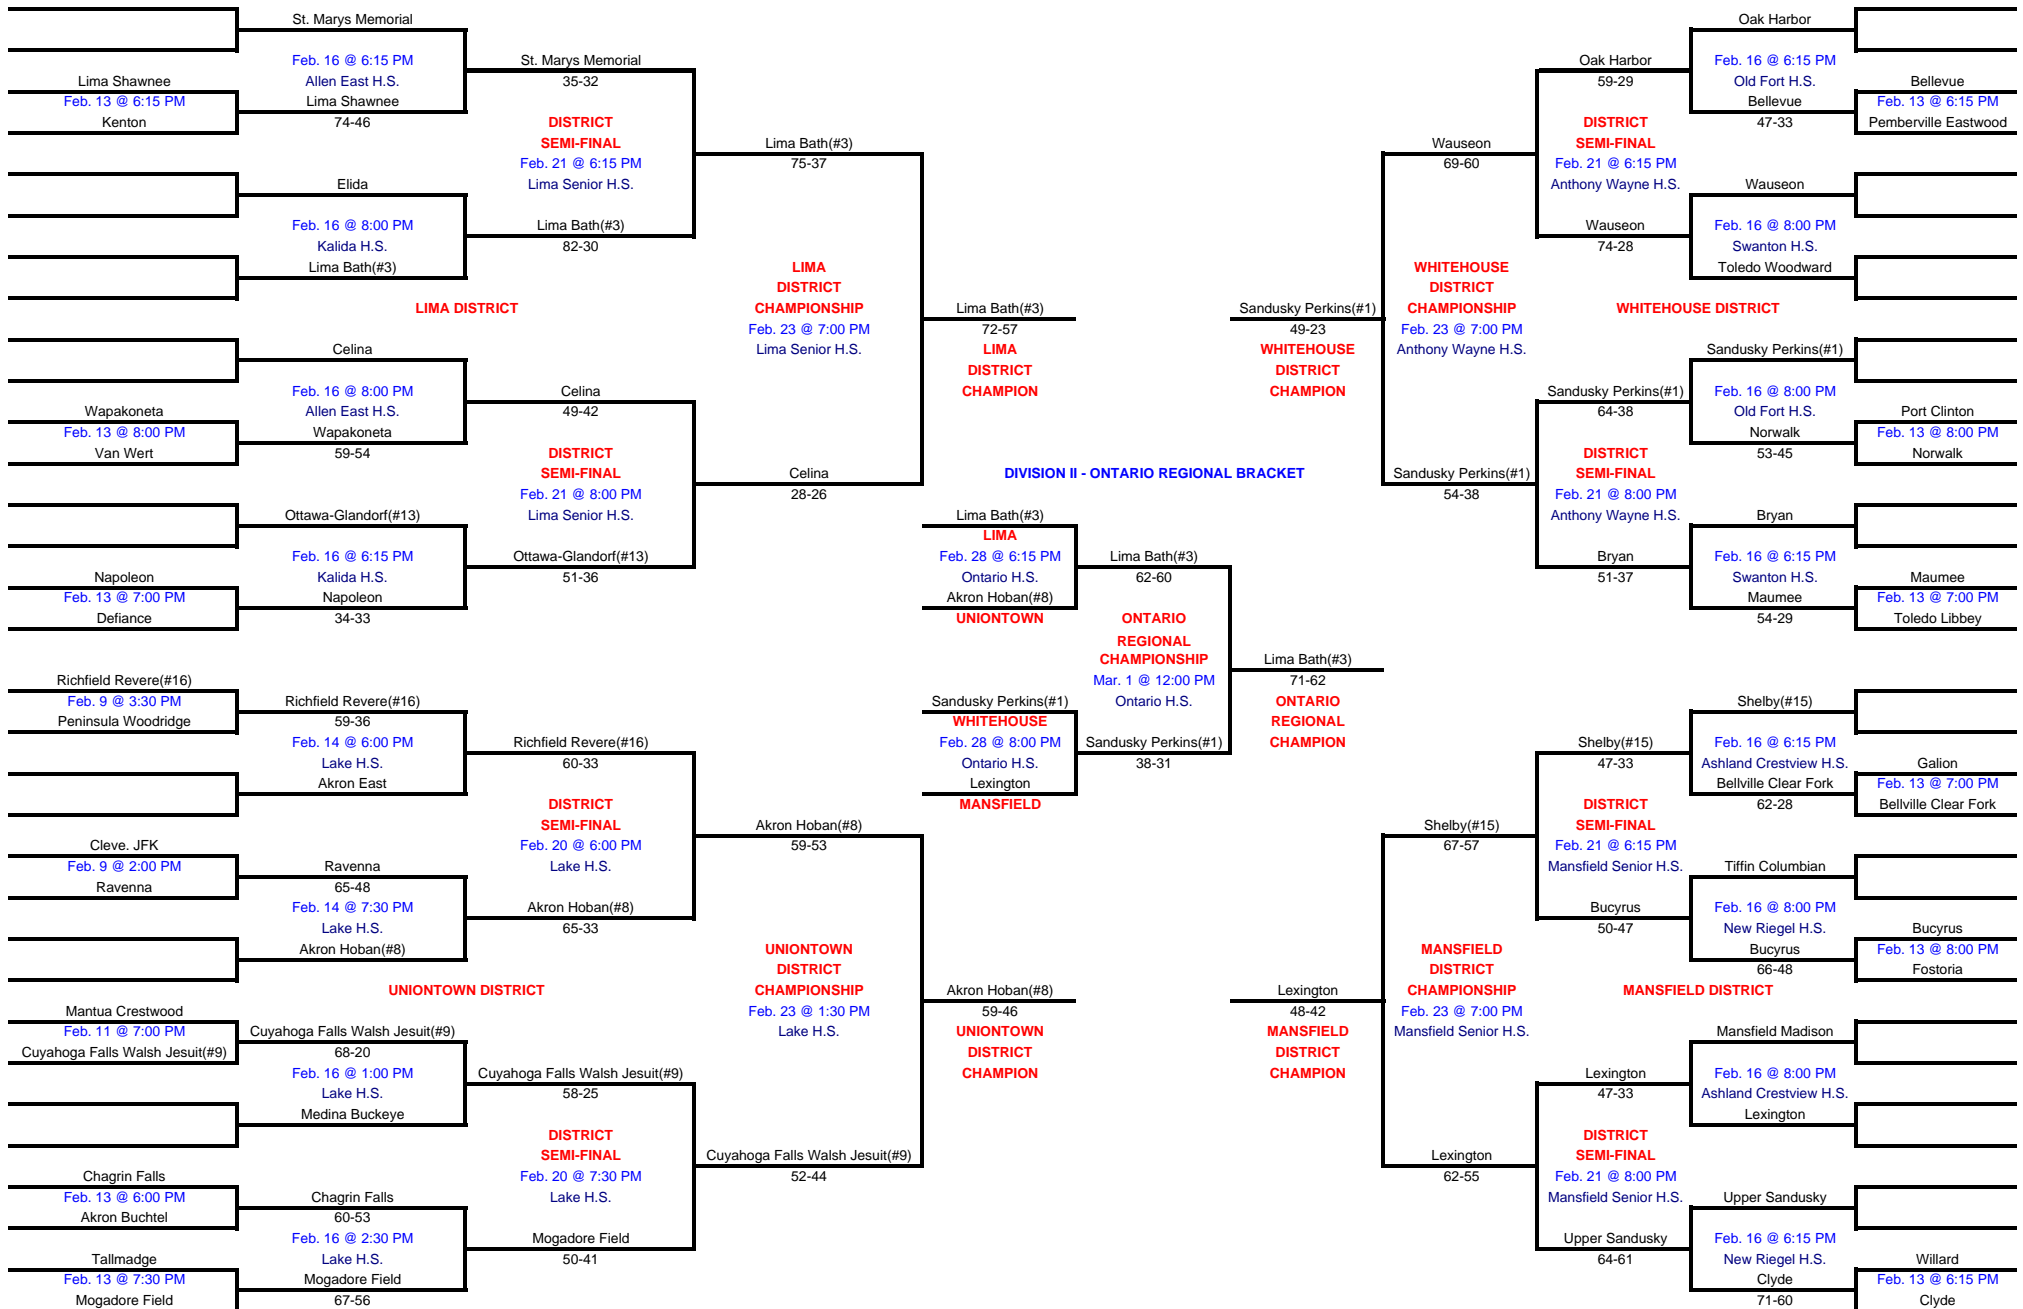 St. Marys Memorial
Feb. 16 @ 6:15 PM
St. Marys Memorial
Lima Shawnee
Allen East H.S.
35-32
Feb. 13 @ 6:15 PM
Lima Shawnee
Kenton
74-46
DISTRICT
SEMI-FINAL
Lima Bath(#3)
Feb. 21 @ 6:15 PM
75-37
Elida
Lima Senior H.S.
Feb. 16 @ 8:00 PM
Lima Bath(#3)
Kalida H.S.
82-30
Lima Bath(#3)
LIMA
DISTRICT
CHAMPIONSHIP
Feb. 23 @ 7:00 PM
Lima Senior H.S.
LIMA DISTRICT
Lima Bath(#3)
72-57
LIMA
DISTRICT
CHAMPION
Celina
Feb. 16 @ 8:00 PM
Celina
Wapakoneta
Allen East H.S.
49-42
Feb. 13 @ 8:00 PM
Wapakoneta
Van Wert
59-54
DISTRICT
SEMI-FINAL
Celina
Feb. 21 @ 8:00 PM
28-26
Ottawa-Glandorf(#13)
Lima Senior H.S.
Feb. 16 @ 6:15 PM
Ottawa-Glandorf(#13)
Napoleon
Kalida H.S.
51-36
Feb. 13 @ 7:00 PM
Napoleon
Defiance
34-33
Oak Harbor
Oak Harbor
Feb. 16 @ 6:15 PM
59-29
Old Fort H.S.
Bellevue
Bellevue
Feb. 13 @ 6:15 PM
47-33
Pemberville Eastwood
DISTRICT
SEMI-FINAL
Wauseon
Feb. 21 @ 6:15 PM
69-60
Anthony Wayne H.S.
Wauseon
Wauseon
Feb. 16 @ 8:00 PM
74-28
Swanton H.S.
Toledo Woodward
WHITEHOUSE
DISTRICT
CHAMPIONSHIP
Feb. 23 @ 7:00 PM
Anthony Wayne H.S.
WHITEHOUSE DISTRICT
Sandusky Perkins(#1)
49-23
WHITEHOUSE
DISTRICT
CHAMPION
Sandusky Perkins(#1)
Sandusky Perkins(#1)
Feb. 16 @ 8:00 PM
64-38
Old Fort H.S.
Port Clinton
Norwalk
Feb. 13 @ 8:00 PM
53-45
Norwalk
DISTRICT
SEMI-FINAL
Sandusky Perkins(#1)
Feb. 21 @ 8:00 PM
54-38
Anthony Wayne H.S.
Bryan
Bryan
Feb. 16 @ 6:15 PM
51-37
Swanton H.S.
Maumee
Maumee
Feb. 13 @ 7:00 PM
54-29
Toledo Libbey
DIVISION II - ONTARIO REGIONAL BRACKET
Lima Bath(#3)
LIMA
Feb. 28 @ 6:15 PM
Lima Bath(#3)
Ontario H.S.
62-60
Akron Hoban(#8)
UNIONTOWN
ONTARIO
REGIONAL
CHAMPIONSHIP
Mar. 1 @ 12:00 PM
Ontario H.S.
Lima Bath(#3)
71-62
ONTARIO
REGIONAL
CHAMPION
Sandusky Perkins(#1)
WHITEHOUSE
Feb. 28 @ 8:00 PM
Sandusky Perkins(#1)
Ontario H.S.
38-31
Lexington
MANSFIELD
Richfield Revere(#16)
Feb. 9 @ 3:30 PM
Richfield Revere(#16)
Peninsula Woodridge
59-36
Feb. 14 @ 6:00 PM
Richfield Revere(#16)
Lake H.S.
60-33
Akron East
DISTRICT
SEMI-FINAL
Akron Hoban(#8)
Feb. 20 @ 6:00 PM
59-53
Cleve. JFK
Lake H.S.
Feb. 9 @ 2:00 PM
Ravenna
Ravenna
65-48
Feb. 14 @ 7:30 PM
Akron Hoban(#8)
Lake H.S.
65-33
Akron Hoban(#8)
UNIONTOWN
DISTRICT
CHAMPIONSHIP
Feb. 23 @ 1:30 PM
Lake H.S.
UNIONTOWN DISTRICT
Akron Hoban(#8)
59-46
UNIONTOWN
DISTRICT
CHAMPION
Mantua Crestwood
Feb. 11 @ 7:00 PM
Cuyahoga Falls Walsh Jesuit(#9)
Cuyahoga Falls Walsh Jesuit(#9)
68-20
Feb. 16 @ 1:00 PM
Cuyahoga Falls Walsh Jesuit(#9)
Lake H.S.
58-25
Medina Buckeye
DISTRICT
SEMI-FINAL
Cuyahoga Falls Walsh Jesuit(#9)
Feb. 20 @ 7:30 PM
52-44
Chagrin Falls
Lake H.S.
Feb. 13 @ 6:00 PM
Chagrin Falls
Akron Buchtel
60-53
Feb. 16 @ 2:30 PM
Mogadore Field
Tallmadge
Lake H.S.
50-41
Feb. 13 @ 7:30 PM
Mogadore Field
Mogadore Field
67-56
Shelby(#15)
Shelby(#15)
Feb. 16 @ 6:15 PM
47-33
Ashland Crestview H.S.
Galion
Bellville Clear Fork
Feb. 13 @ 7:00 PM
62-28
Bellville Clear Fork
DISTRICT
SEMI-FINAL
Shelby(#15)
Feb. 21 @ 6:15 PM
67-57
Mansfield Senior H.S.
Tiffin Columbian
Bucyrus
Feb. 16 @ 8:00 PM
50-47
New Riegel H.S.
Bucyrus
Bucyrus
Feb. 13 @ 8:00 PM
66-48
Fostoria
MANSFIELD
DISTRICT
CHAMPIONSHIP
Feb. 23 @ 7:00 PM
Mansfield Senior H.S.
MANSFIELD DISTRICT
Lexington
48-42
MANSFIELD
DISTRICT
CHAMPION
Mansfield Madison
Lexington
Feb. 16 @ 8:00 PM
47-33
Ashland Crestview H.S.
Lexington
DISTRICT
SEMI-FINAL
Lexington
Feb. 21 @ 8:00 PM
62-55
Mansfield Senior H.S.
Upper Sandusky
Upper Sandusky
Feb. 16 @ 6:15 PM
64-61
New Riegel H.S.
Willard
Clyde
Feb. 13 @ 6:15 PM
71-60
Clyde